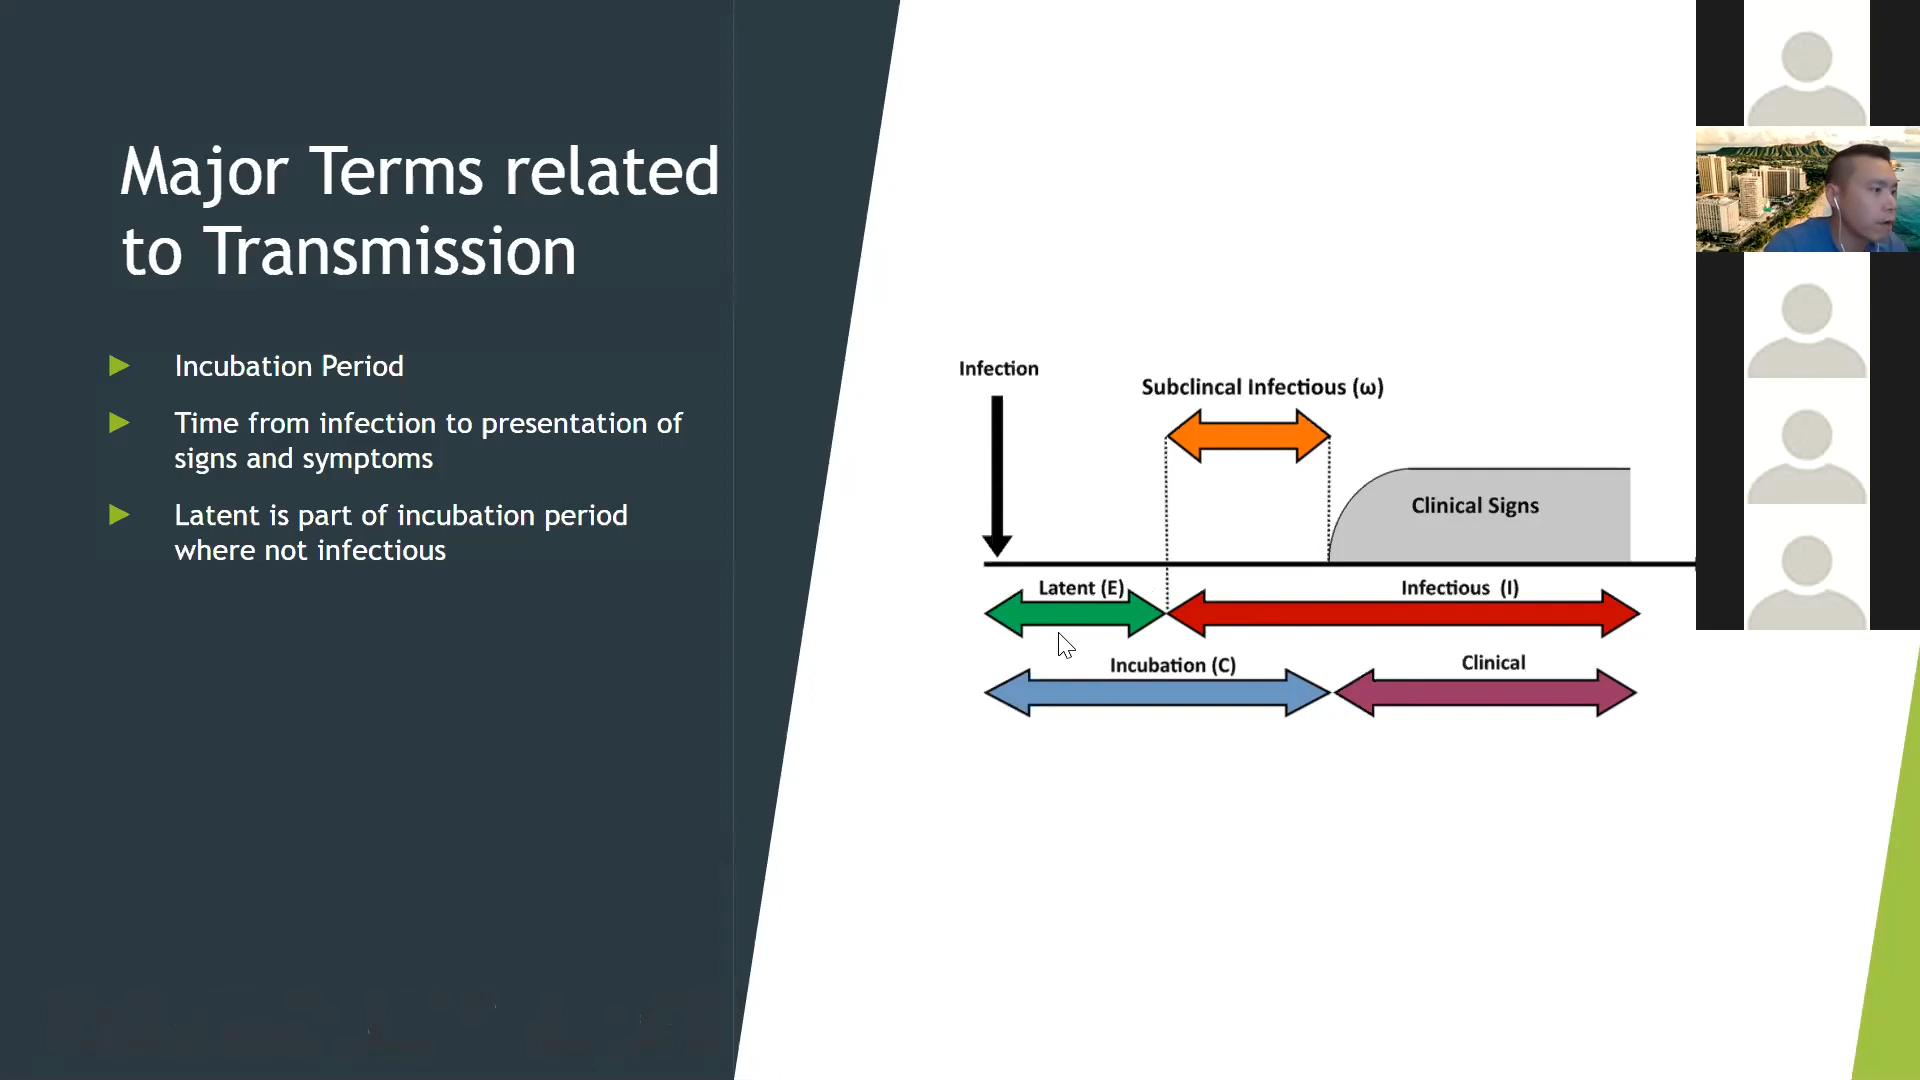 Major Terms related
to Transmission
Incubation Period
Time from infection to presentation of
signs and symptoms
Latent is part of incubation period
where not infectious
Infection
Subclincal Infectious (ω)
Clinical Signs
Latent (E)
Infectious (I)
Incubation (C)
Clinical